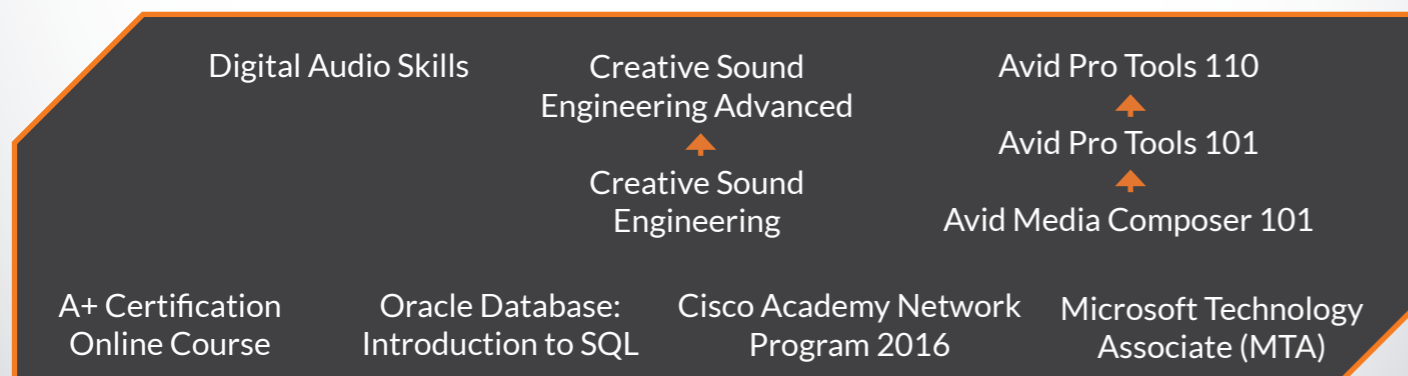 Digital Audio Skills
Creative Sound
Engineering Advanced
Creative Sound
Engineering
Avid Pro Tools 110
Avid Pro Tools 101
Avid Media Composer 101
A+ Certification
Online Course
Oracle Database:
Introduction to SQL
Cisco Academy Network
Program 2016
Microsoft Technology
Associate (MTA)